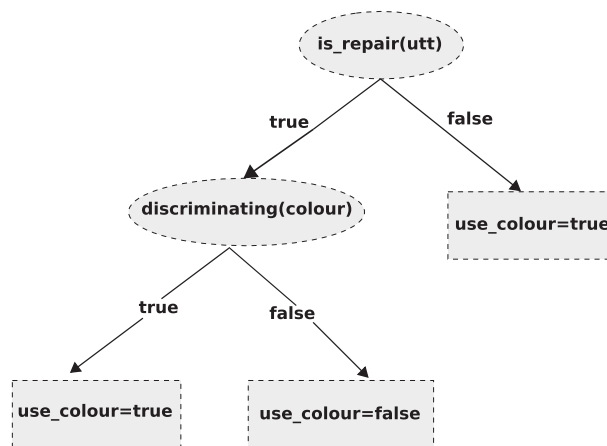 is_repair(utt)
true
false
discriminating(colour)
use_colour=true
true
false
use_colour=true
use_colour=false